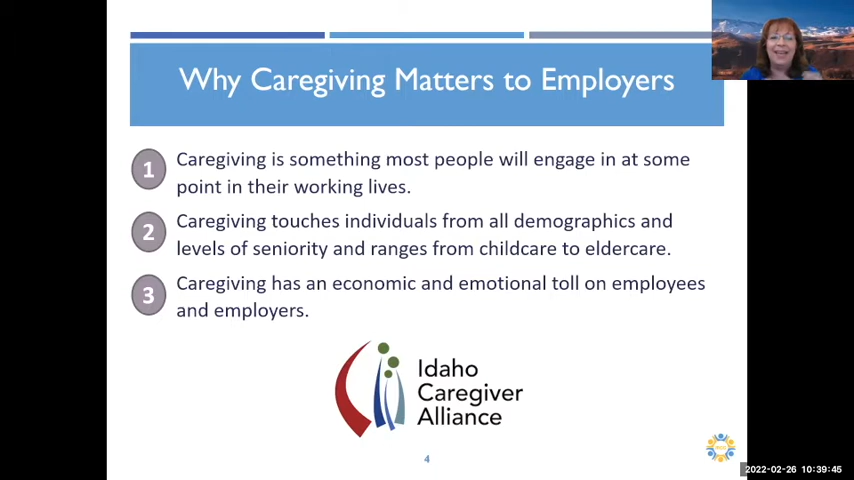 Why Caregiving Matters to Employers
1 Caregiving is something most people will engage in at some
point in their working lives.
2 Caregiving touches individuals from all demographics and
levels of seniority and ranges from childcare to eldercare.
3 Caregiving has an economic and emotional toll on employees
and employers.
Idaho
Caregiver
Alliance
4
2022-02-26 10:39:45